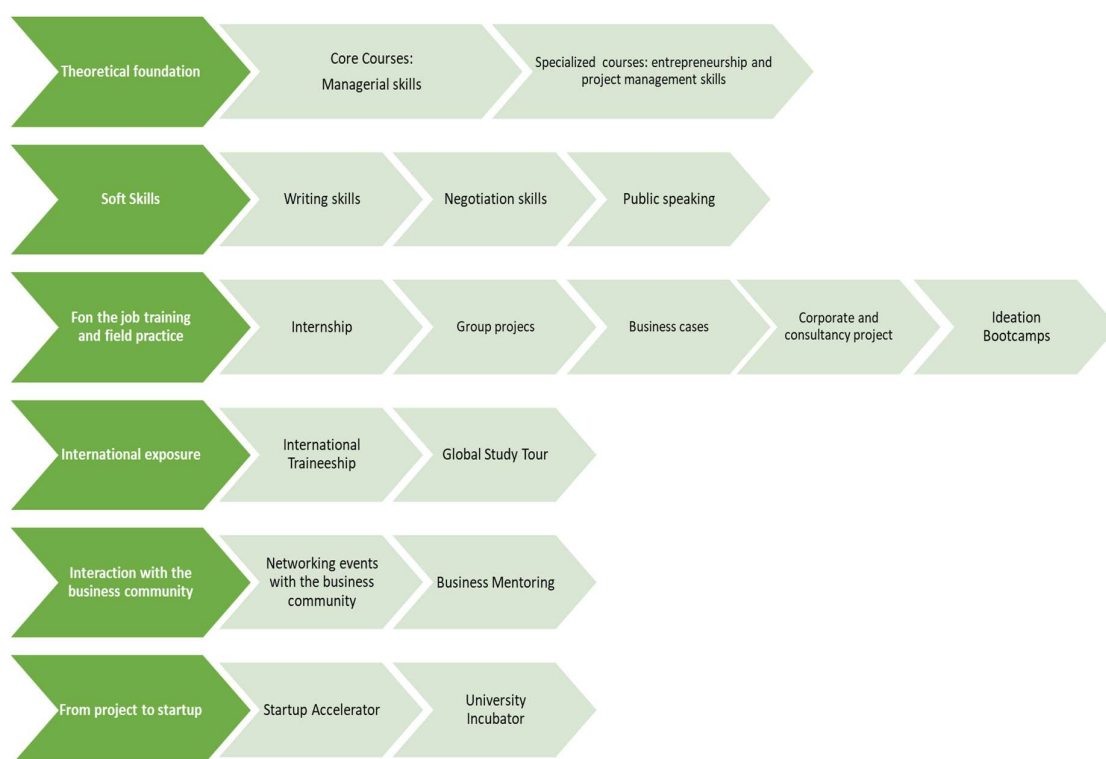 Theoretical foundation
Core Courses:
Managerial skills
Specialized courses: entrepreneurship and
project management skills
Soft Skills
Writing skills
Negotiation skills
Public speaking
Fon the job training
and field practice
Internship
Group projecs
Business cases
Corporate and
consultancy project
Ideation
Bootcamps
International exposure
International
Traineeship
Global Study Tour
Interaction with the
business community
Networking events
with the business
community
Business Mentoring
From project to startup
Startup Accelerator
University
Incubator